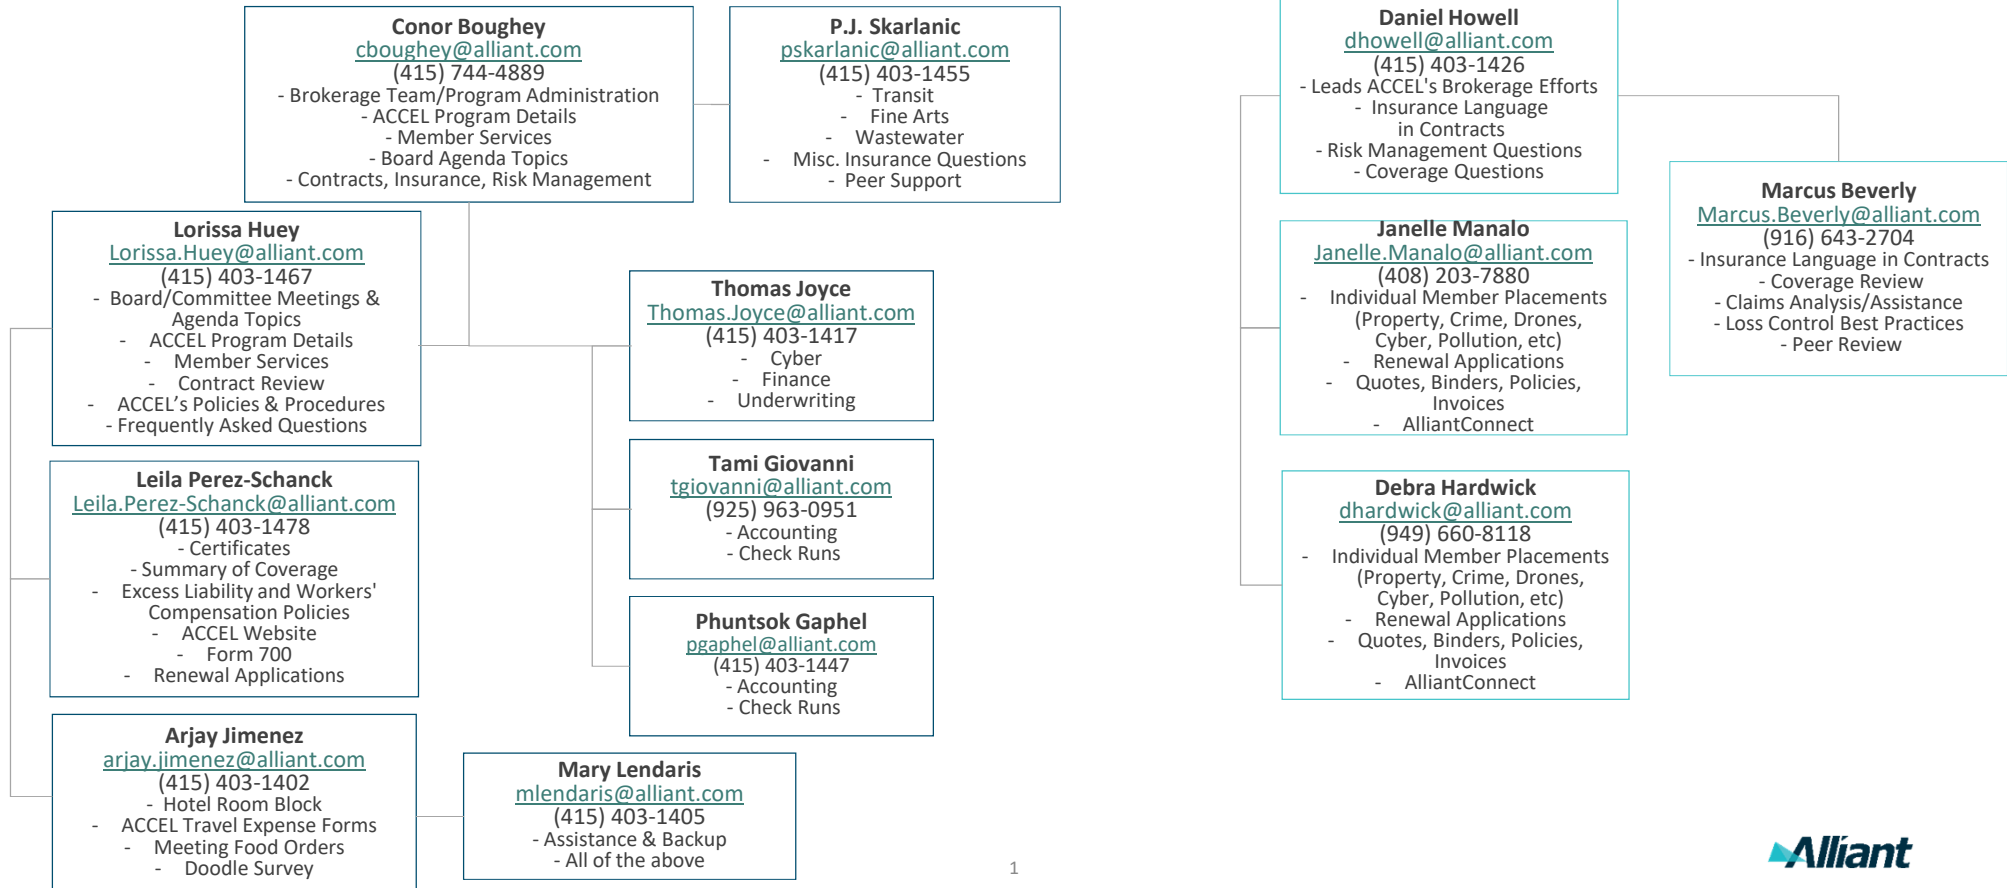 Conor Boughey
cboughey@alliant.com
(415) 744-4889
- Brokerage Team/Program Administration
- ACCEL Program Details
- Member Services
- Board Agenda Topics
- Contracts, Insurance, Risk Management
P.J. Skarlanic
pskarlanic@alliant.com
(415) 403-1455
- Transit
- Fine Arts
- Wastewater
- Misc. Insurance Questions
- Peer Support
Lorissa Huey
Lorissa.Huey@alliant.com
(415) 403-1467
- Board/Committee Meetings &
Agenda Topics
- ACCEL Program Details
- Member Services
- Contract Review
- ACCEL’s Policies & Procedures
- Frequently Asked Questions
Thomas Joyce
Thomas.Joyce@alliant.com
(415) 403-1417
- Cyber
- Finance
- Underwriting
Leila Perez-Schanck
Leila.Perez-Schanck@alliant.com
(415) 403-1478
- Certificates
- Summary of Coverage
- Excess Liability and Workers'
Compensation Policies
- ACCEL Website
- Form 700
- Renewal Applications
Tami Giovanni
tgiovanni@alliant.com
(925) 963-0951
- Accounting
- Check Runs
Phuntsok Gaphel
pgaphel@alliant.com
(415) 403-1447
- Accounting
- Check Runs
Arjay Jimenez
arjay.jimenez@alliant.com
(415) 403-1402
- Hotel Room Block
- ACCEL Travel Expense Forms
- Meeting Food Orders
- Doodle Survey
Mary Lendaris
mlendaris@alliant.com
(415) 403-1405
- Assistance & Backup
- All of the above
Daniel Howell
dhowell@alliant.com
(415) 403-1426
- Leads ACCEL's Brokerage Efforts
- Insurance Language
in Contracts
- Risk Management Questions
- Coverage Questions
Marcus Beverly
Marcus.Beverly@alliant.com
(916) 643-2704
- Insurance Language in Contracts
- Coverage Review
- Claims Analysis/Assistance
- Loss Control Best Practices
- Peer Review
Janelle Manalo
Janelle.Manalo@alliant.com
(408) 203-7880
- Individual Member Placements
(Property, Crime, Drones,
Cyber, Pollution, etc)
- Renewal Applications
- Quotes, Binders, Policies,
Invoices
- AlliantConnect
Debra Hardwick
dhardwick@alliant.com
(949) 660-8118
- Individual Member Placements
(Property, Crime, Drones,
Cyber, Pollution, etc)
- Renewal Applications
- Quotes, Binders, Policies,
Invoices
- AlliantConnect
1
Alliant